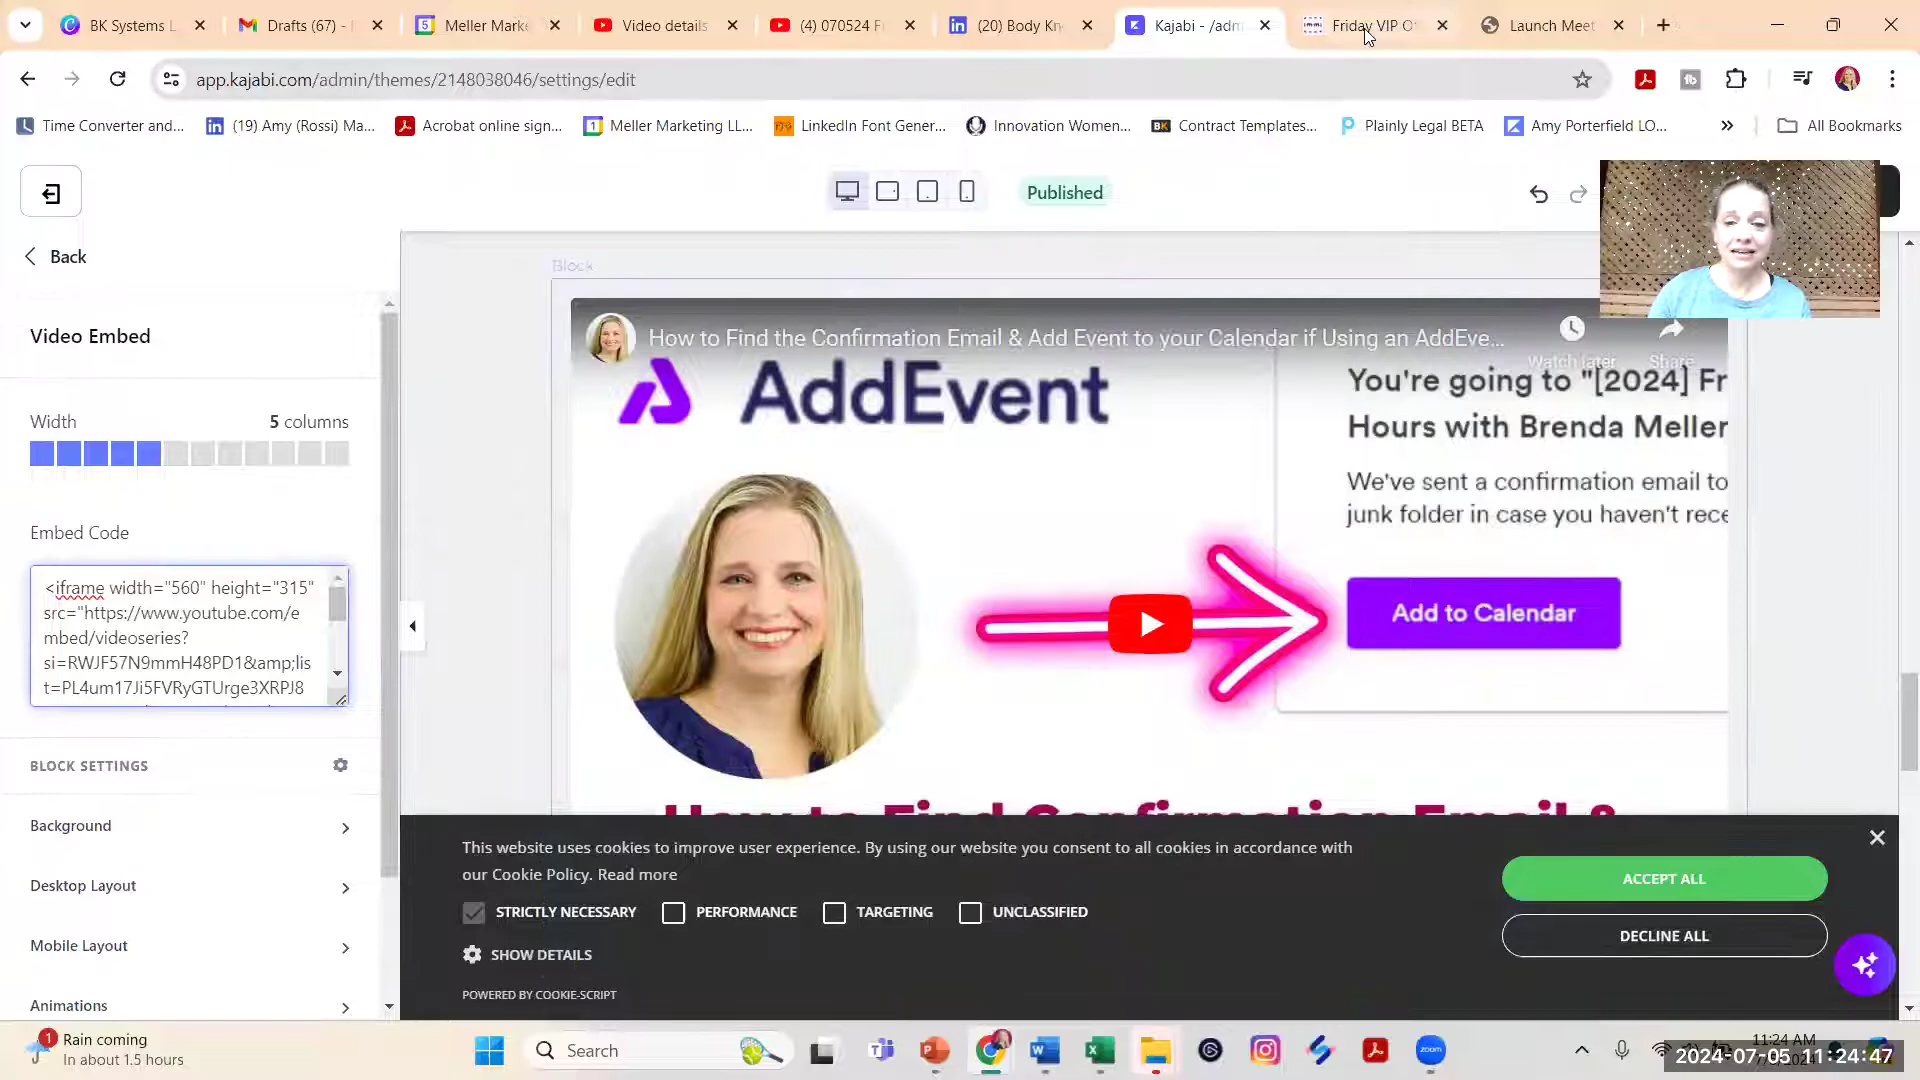 BK Systems L
Drafts (67) -
Meller Marke
Video details
(4) 070524 F
(20) Body Kn
Kajabi - /adm
Friday VIP O
Launch Meet
app.kajabi.com/admin/themes/2148038046/settings/edit
Time Converter and...
(19) Amy (Rossi) Ma...
Acrobat online sign...
Meller Marketing LL...
LinkedIn Font Gener...
Innovation Women...
Contract Templates...
Plainly Legal BETA
Amy Porterfield LO...
All Bookmarks
Published
Back
Video Embed
Width
5 columns
Embed Code
<iframe width="560" height="315"
src="https://www.youtube.com/e
mbed/videoseries?
si=RWJF57N9mmH48PD1&amp;lis
t=PL4um17Ji5FVRyGTUrge3XRPJ8
BLOCK SETTINGS
Background
Desktop Layout
Mobile Layout
Animations
Block
How to Find the Confirmation Email & Add Event to your Calendar if Using an AddEve...
Watch later
Share
AddEvent
You're going to "[2024] Fr
Hours with Brenda Meller
We've sent a confirmation email to
junk folder in case you haven't rece
Add to Calendar
How to Find Confirmation Email &
This website uses cookies to improve user experience. By using our website you consent to all cookies in accordance with
our Cookie Policy. Read more
STRICTLY NECESSARY
PERFORMANCE
TARGETING
UNCLASSIFIED
SHOW DETAILS
POWERED BY COOKIE-SCRIPT
ACCEPT ALL
DECLINE ALL
Rain coming
In about 1.5 hours
Search
zoom
11:24 AM
2024-07-05 11:24:47